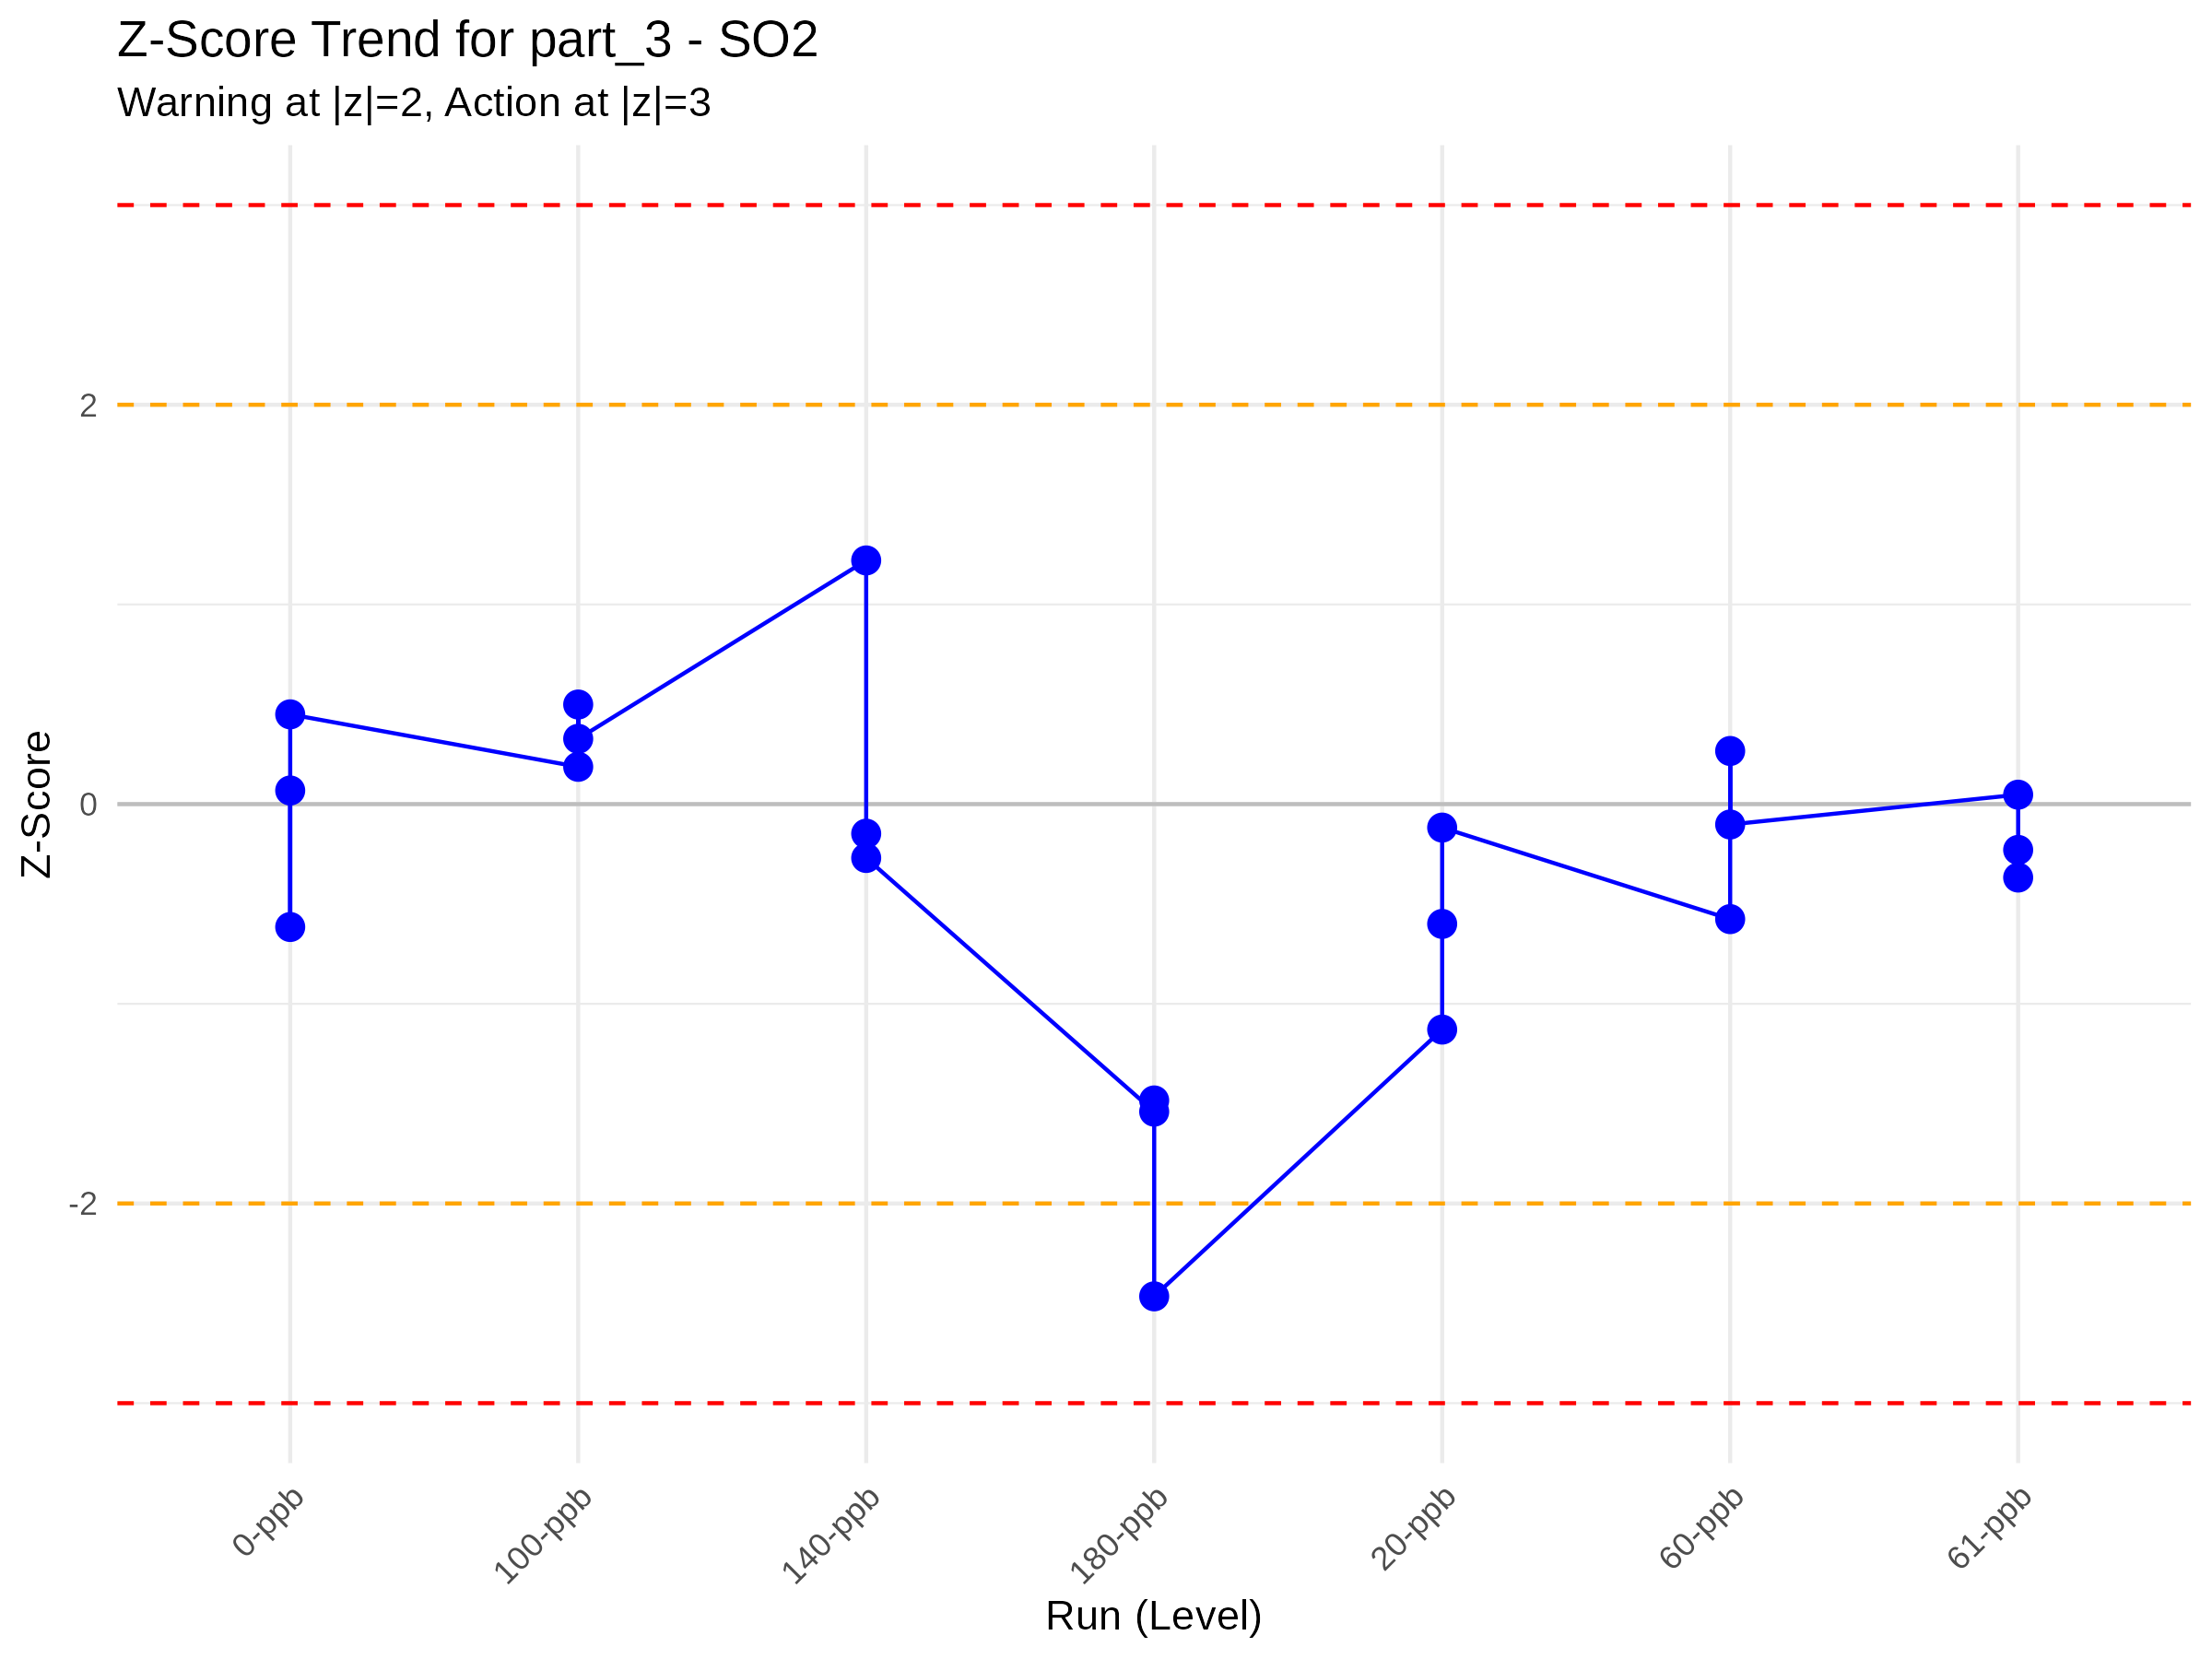 Z-Score Trend for part_3 - SO2
Warning at |z|=2, Action at |z|=3
Z-Score
2
0
-2
0-ppb
100-ppb
140-ppb
180-ppb
20-ppb
60-ppb
61-ppb
Run (Level)